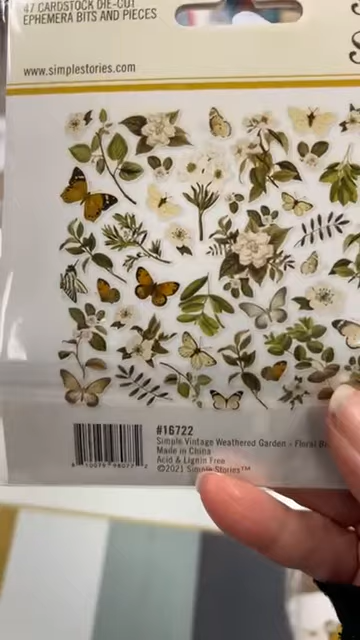 47 CARDSTOCK DIE-CUT
EPHEMERA BITS AND PIECES
www.simplestories.com
#16722
Simple Vintage Weathered Garden - Floral
Made in China
Acid & Lignin Free
©2021 Simple Stories™